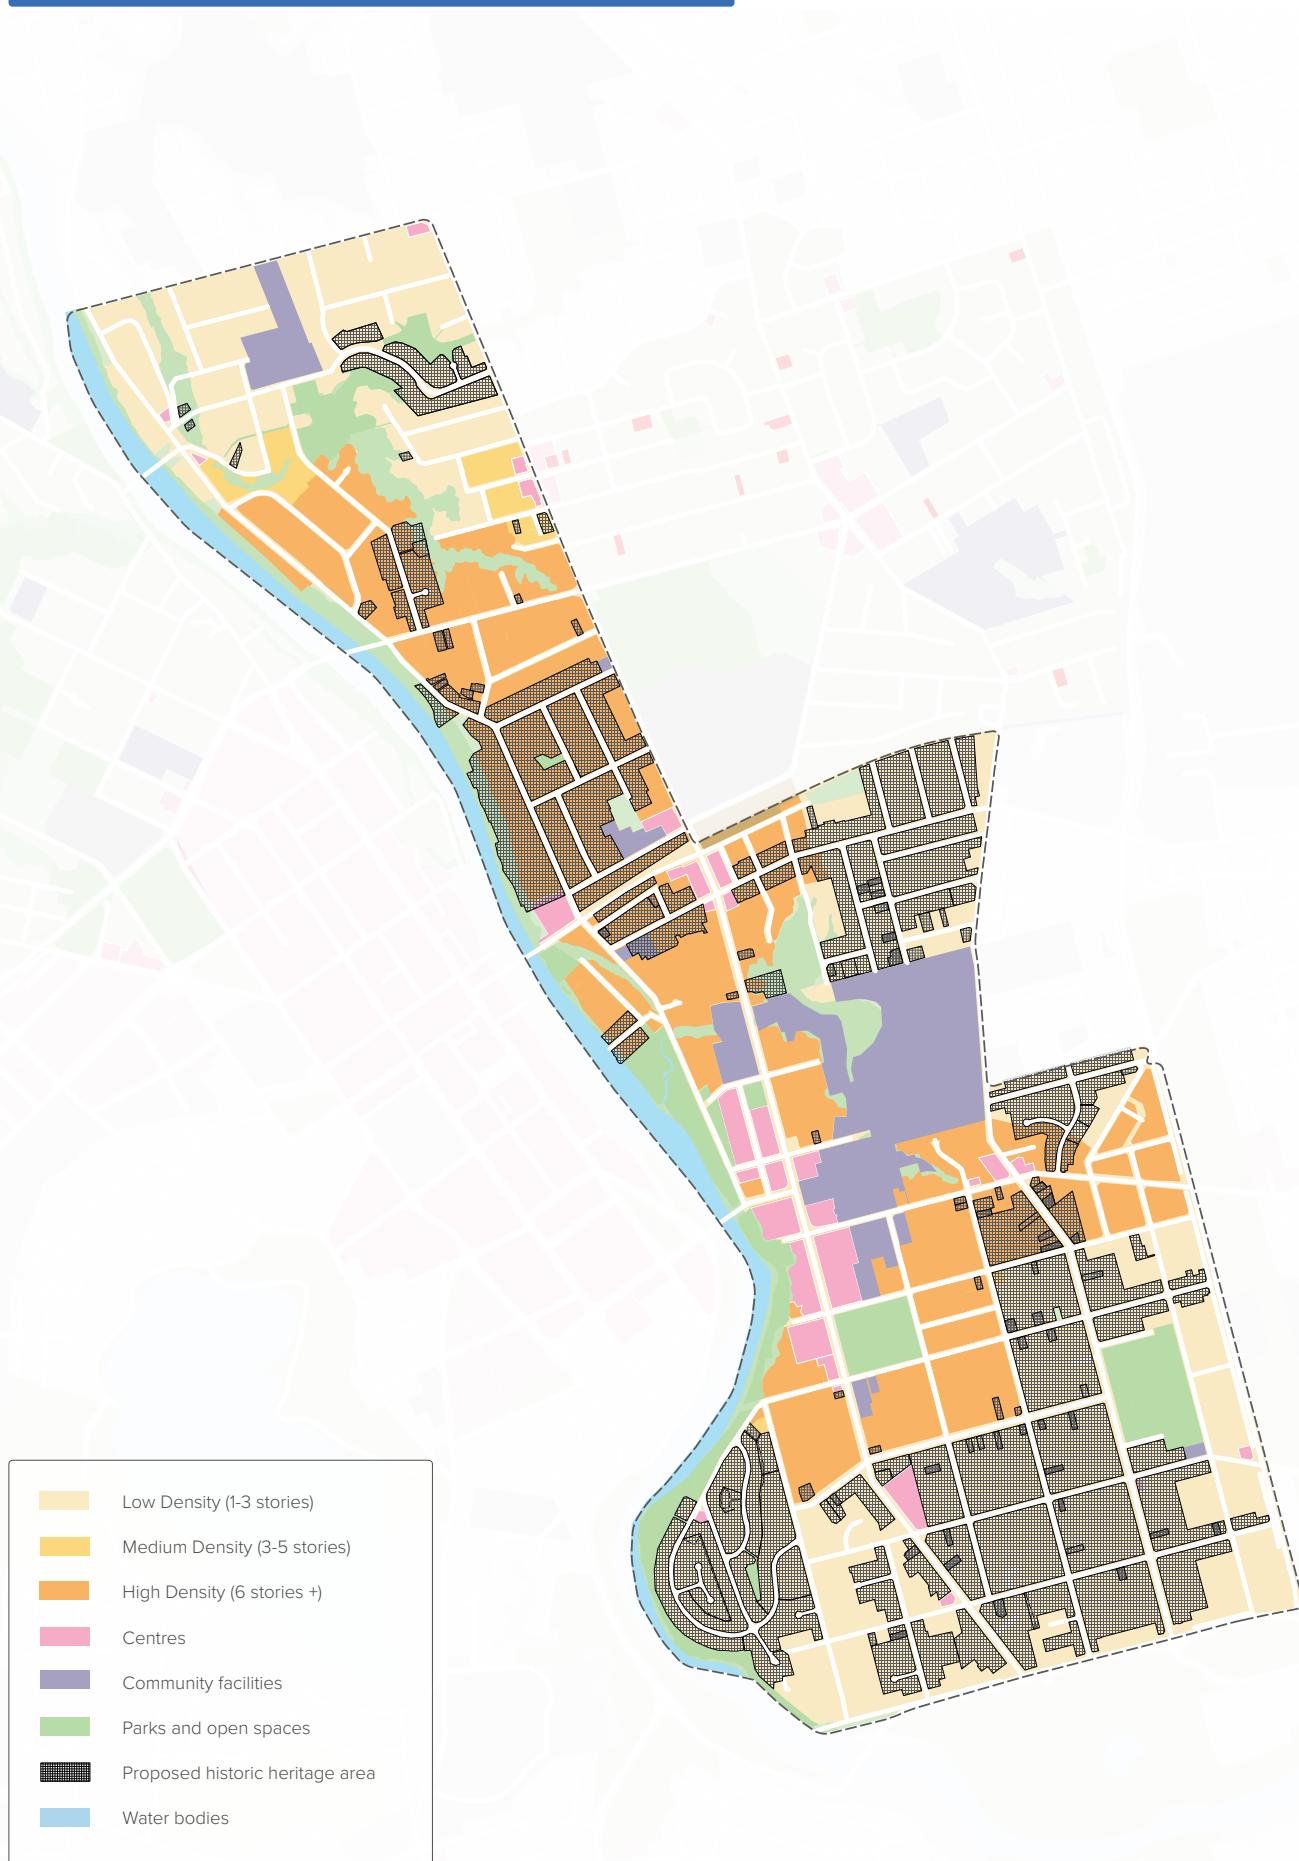 Low Density (1-3 stories)
Medium Density (3-5 stories)
High Density (6 stories +)
Centres
Community facilities
Parks and open spaces
Proposed historic heritage area
Water bodies